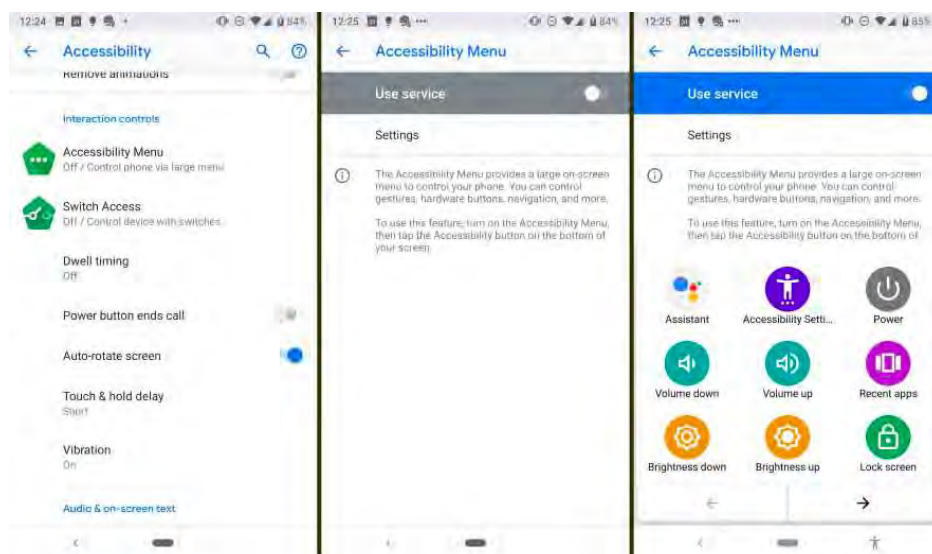 12:24
84%
Accessibility
Remove animations
Interaction controls
Accessibility Menu
Off / Control phone via large menu
Switch Access
Off / Control device with switches
Dwell timing
Off
Power button ends call
Auto-rotate screen
Touch & hold delay
Short
Vibration
On
Audio & on-screen text
12:25
84%
Accessibility Menu
Use service
Settings
The Accessibility Menu provides a large on-screen
menu to control your phone. You can control
gestures, hardware buttons, navigation, and more.
To use this feature, turn on the Accessibility Menu,
then tap the Accessibility button on the bottom of
your screen.
12:25
85%
Accessibility Menu
Use service
Settings
The Accessibility Menu provides a large on-screen
menu to control your phone. You can control
gestures, hardware buttons, navigation, and more.
To use this feature, turn on the Accessibility Menu,
then tap the Accessibility button on the bottom of
Assistant
Accessibility Setti...
Power
Volume down
Volume up
Recent apps
Brightness down
Brightness up
Lock screen